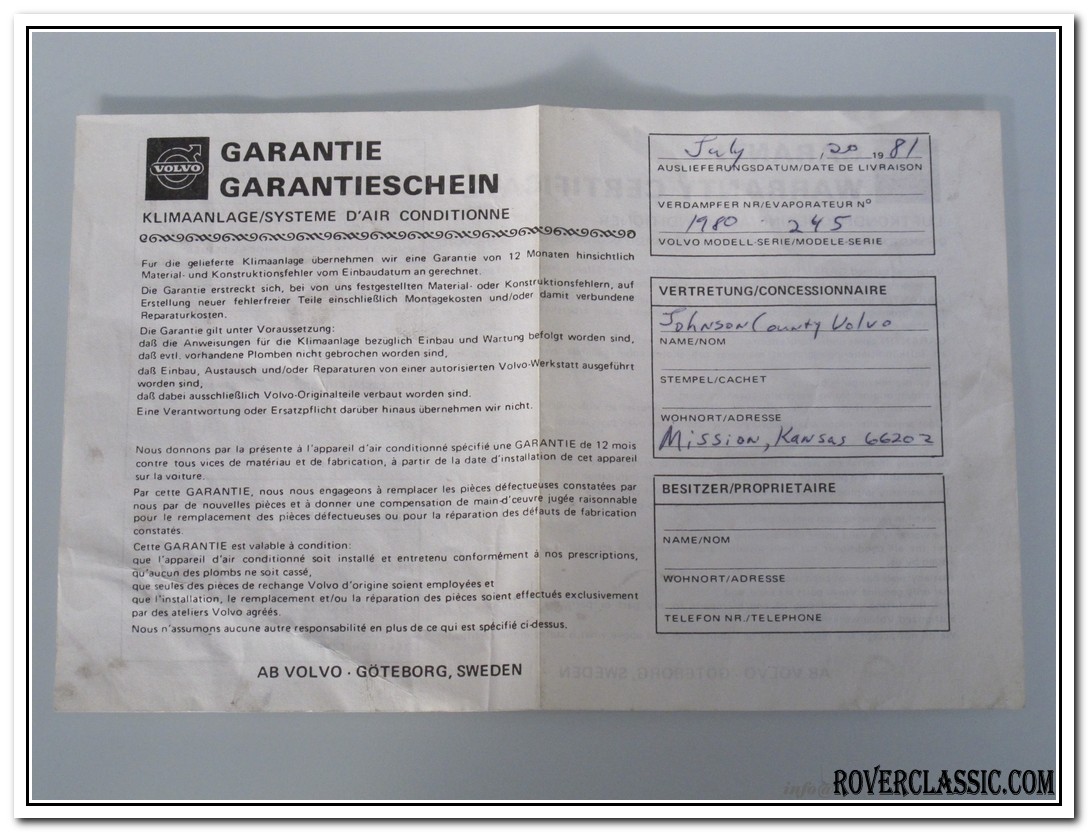 VOLVO
GARANTIE
GARANTIESCHEIN
KLIMAANLAGE/SYSTEME D'AIR CONDITIONNE
Für die gelieferte Klimaanlage übernehmen wir eine Garantie von 12 Monaten hinsichtlich
Material- und Konstruktionsfehler vom Einbaudatum an gerechnet.
Die Garantie erstreckt sich, bei von uns festgestellten Material- oder Konstruktionsfehlern, auf
Erstellung neuer fehlerfreier Teile einschließlich Montagekosten und/oder damit verbundene
Reparaturkosten.
Die Garantie gilt unter Voraussetzung:
daß die Anweisungen für die Klimaanlage bezüglich Einbau und Wartung befolgt worden sind,
daß evtl. vorhandene Plomben nicht gebrochen worden sind,
daß Einbau, Austausch und/oder Reparaturen von einer autorisierten Volvo-Werkstatt ausgeführt
worden sind,
daß dabei ausschließlich Volvo-Originalteile verbaut worden sind.
Eine Verantwortung oder Ersatzpflicht darüber hinaus übernehmen wir nicht.
Nous donnons par la présente à l'appareil d'air conditionné spécifié une GARANTIE de 12 mois
contre tous vices de matériau et de fabrication, à partir de la date d'installation de cet appareil
sur la voiture.
Par cette GARANTIE, nous nous engageons à remplacer les pièces défectueuses constatées par
nous par de nouvelles pièces et à donner une compensation de main-d'œuvre jugée raisonnable
pour le remplacement des pièces défectueuses ou pour la réparation des défauts de fabrication
constatés.
Cette GARANTIE est valable à condition:
que l'appareil d'air conditionné soit installé et entretenu conformément à nos prescriptions,
qu'aucun des plombs ne soit cassé,
que seules des pièces de rechange Volvo d'origine soient employées et
que l'installation, le remplacement et/ou la réparation des pièces soient effectués exclusivement
par des ateliers Volvo agréés.
Nous n'assumons aucune autre responsabilité en plus de ce qui est spécifié ci-dessus.
AB VOLVO · GÖTEBORG, SWEDEN
July, 20 1981
AUSLIEFERUNGSDATUM/DATE DE LIVRAISON
VERDAMPFER NR/EVAPORATEUR Nº
1980 · 245
VOLVO MODELL-SERIE/MODELE-SERIE
VERTRETUNG/CONCESSIONNAIRE
Johnson County Volvo
NAME/NOM
STEMPEL/CACHET
WOHNORT/ADRESSE
Mission, Kansas 66202
BESITZER/PROPRIETAIRE
NAME/NOM
WOHNORT/ADRESSE
TELEFON NR./TELEPHONE
ROVERCLASSIC.COM